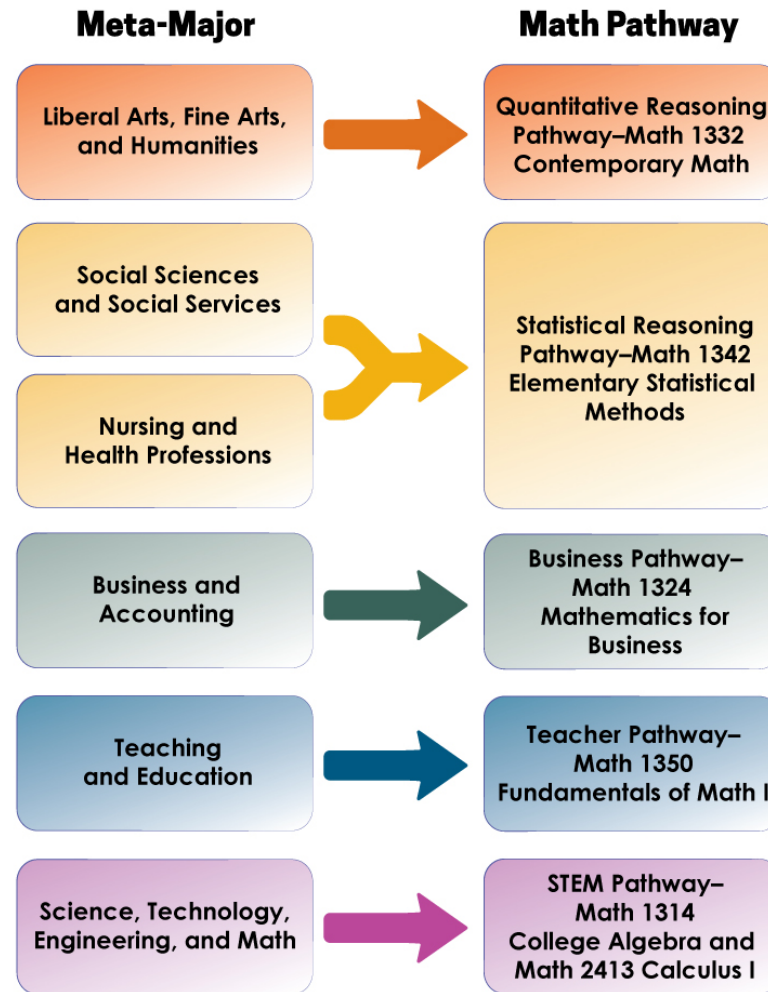 Meta-Major
Math Pathway
Liberal Arts, Fine Arts,
and Humanities
Quantitative Reasoning
Pathway–Math 1332
Contemporary Math
Social Sciences
and Social Services
Nursing and
Health Professions
Statistical Reasoning
Pathway–Math 1342
Elementary Statistical
Methods
Business and
Accounting
Business Pathway–
Math 1324
Mathematics for
Business
Teaching
and Education
Teacher Pathway–
Math 1350
Fundamentals of Math I
Science, Technology,
Engineering, and Math
STEM Pathway–
Math 1314
College Algebra and
Math 2413 Calculus I